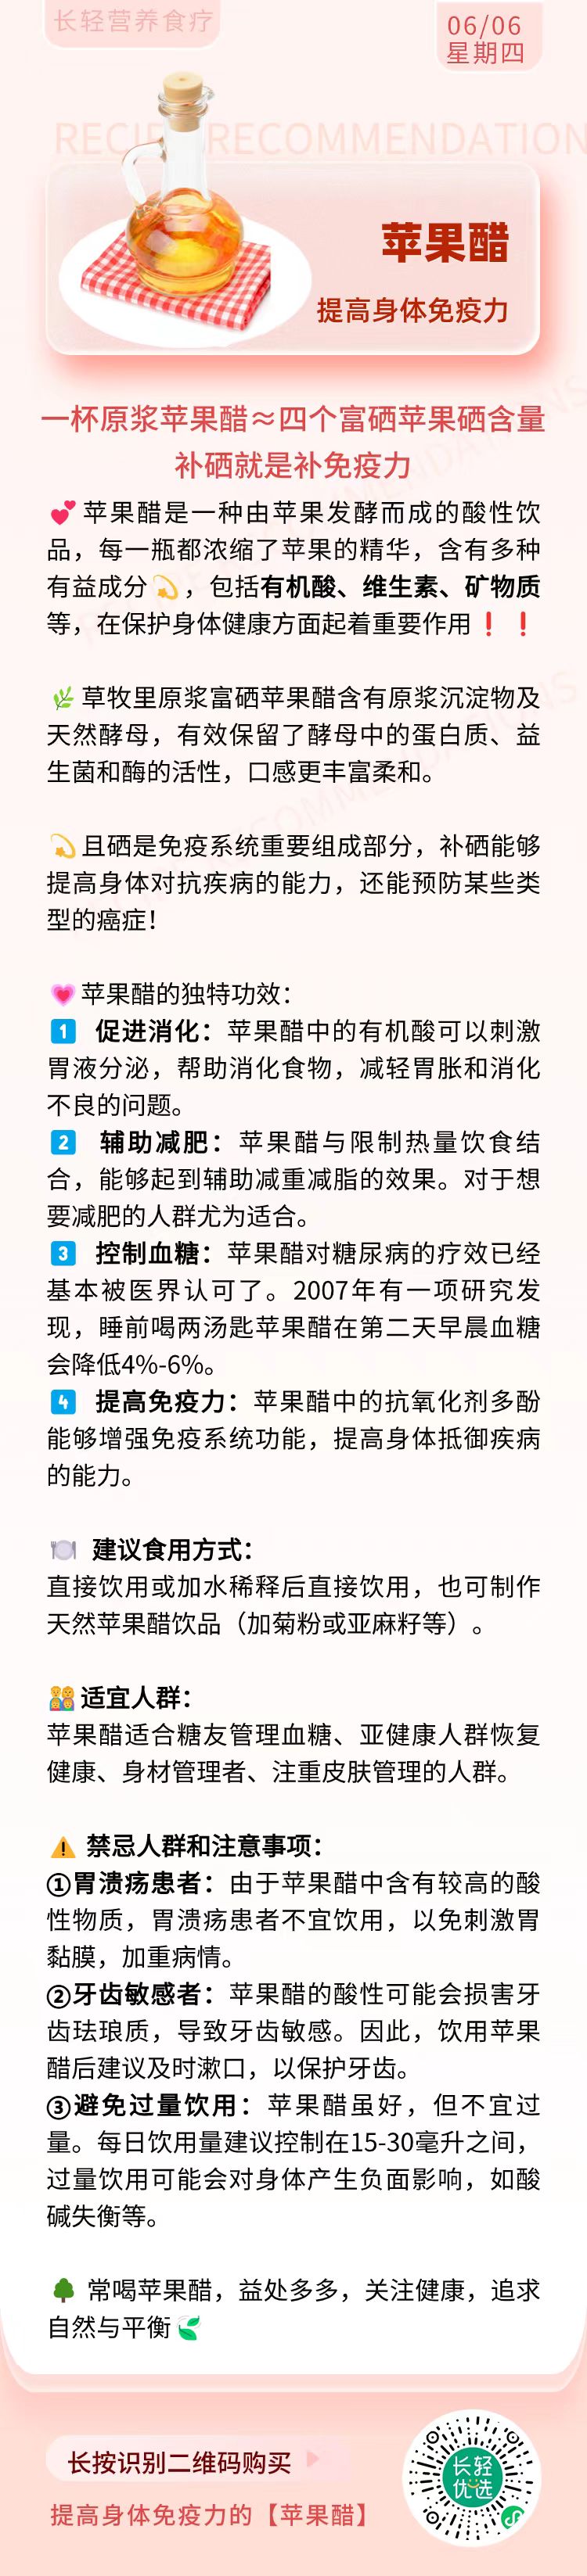 长轻营养食疗
06/06
星期四
RECIPE RECOMMENDATION
苹果醋
提高身体免疫力
一杯原浆苹果醋≈四个富硒苹果硒含量
补硒就是补免疫力
💕苹果醋是一种由苹果发酵而成的酸性饮
品，每一瓶都浓缩了苹果的精华，含有多种
有益成分💫，包括有机酸、维生素、矿物质
等，在保护身体健康方面起着重要作用❗❗
🌿草牧里原浆富硒苹果醋含有原浆沉淀物及
天然酵母，有效保留了酵母中的蛋白质、益
生菌和酶的活性，口感更丰富柔和。
💫且硒是免疫系统重要组成部分，补硒能够
提高身体对抗疾病的能力，还能预防某些类
型的癌症！
💗苹果醋的独特功效：
1️⃣ 促进消化：苹果醋中的有机酸可以刺激
胃液分泌，帮助消化食物，减轻胃胀和消化
不良的问题。
2️⃣ 辅助减肥：苹果醋与限制热量饮食结
合，能够起到辅助减重减脂的效果。对于想
要减肥的人群尤为适合。
3️⃣ 控制血糖：苹果醋对糖尿病的疗效已经
基本被医界认可了。2007年有一项研究发
现，睡前喝两汤匙苹果醋在第二天早晨血糖
会降低4%-6%。
4️⃣ 提高免疫力：苹果醋中的抗氧化剂多酚
能够增强免疫系统功能，提高身体抵御疾病
的能力。
🍽️ 建议食用方式：
直接饮用或加水稀释后直接饮用，也可制作
天然苹果醋饮品（加菊粉或亚麻籽等）。
👨‍👩‍👧‍👦适宜人群：
苹果醋适合糖友管理血糖、亚健康人群恢复
健康、身材管理者、注重皮肤管理的人群。
⚠️ 禁忌人群和注意事项：
①胃溃疡患者：由于苹果醋中含有较高的酸
性物质，胃溃疡患者不宜饮用，以免刺激胃
黏膜，加重病情。
②牙齿敏感者：苹果醋的酸性可能会损害牙
齿珐琅质，导致牙齿敏感。因此，饮用苹果
醋后建议及时漱口，以保护牙齿。
③避免过量饮用：苹果醋虽好，但不宜过
量。每日饮用量建议控制在15-30毫升之间，
过量饮用可能会对身体产生负面影响，如酸
碱失衡等。
🌳 常喝苹果醋，益处多多，关注健康，追求
自然与平衡🍃
长按识别二维码购买
提高身体免疫力的【苹果醋】
长轻
优选